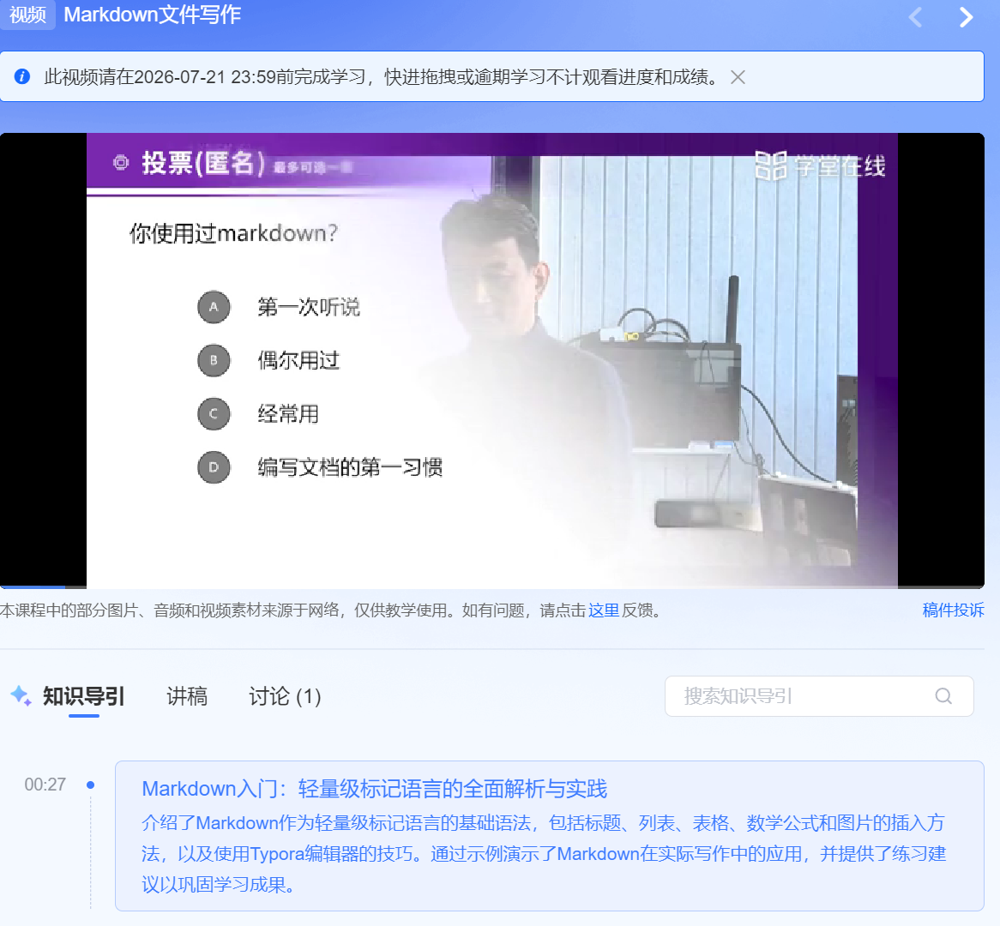 视频 Markdown文件写作
此视频请在2026-07-21 23:59前完成学习，快进拖拽或逾期学习不计观看进度和成绩。
投票(匿名) 最多可选一项
学堂在线
你使用过markdown?
A 第一次听说
B 偶尔用过
C 经常用
D 编写文档的第一习惯
本课程中的部分图片、音频和视频素材来源于网络，仅供教学使用。如有问题，请点击 这里 反馈。
稿件投诉
知识导引 讲稿 讨论 (1)
搜索知识导引
00:27
Markdown入门：轻量级标记语言的全面解析与实践
介绍了Markdown作为轻量级标记语言的基础语法，包括标题、列表、表格、数学公式和图片的插入方
法，以及使用Typora编辑器的技巧。通过示例演示了Markdown在实际写作中的应用，并提供了练习建
议以巩固学习成果。